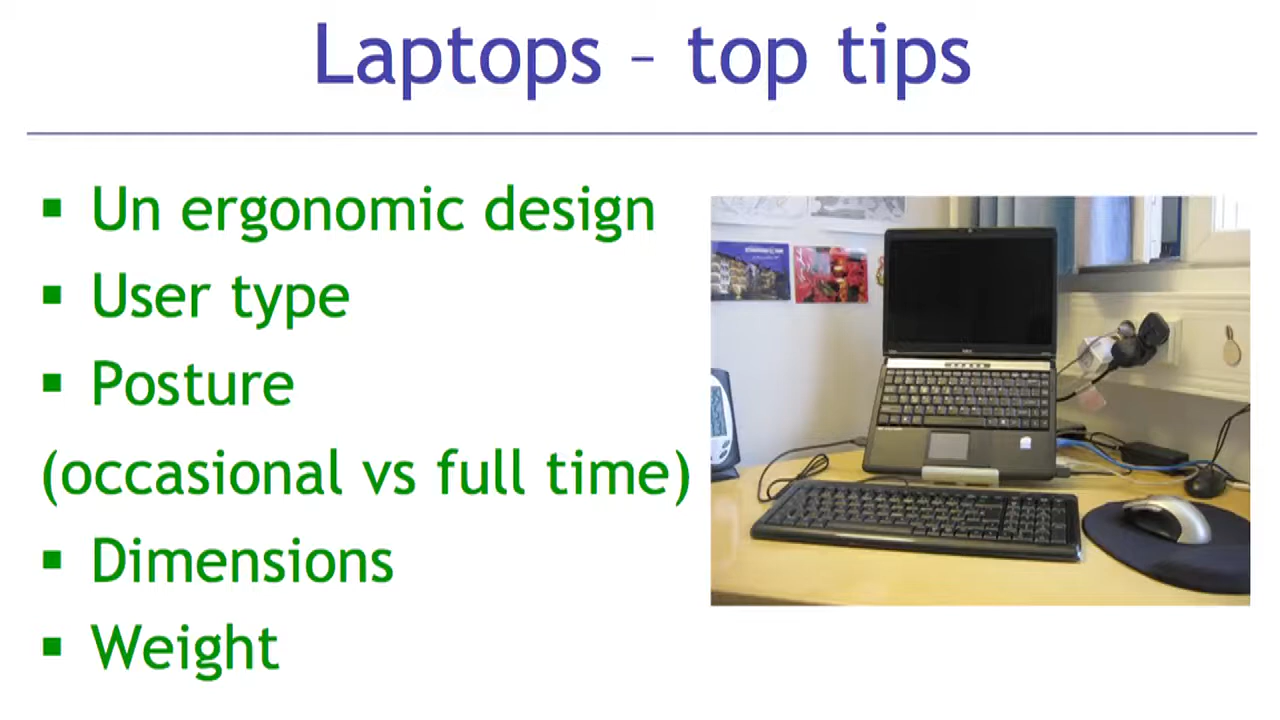 Laptops – top tips
▪ Un ergonomic design
▪ User type
▪ Posture
(occasional vs full time)
▪ Dimensions
▪ Weight